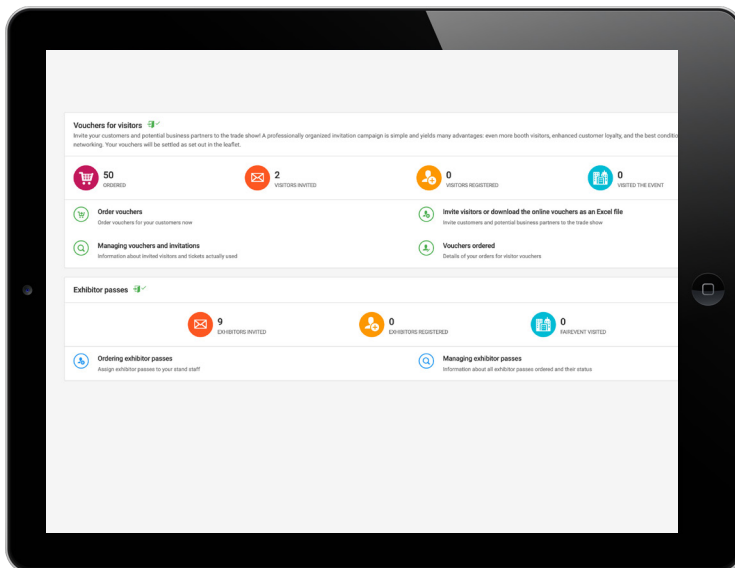 Vouchers for visitors
Invite your customers and potential business partners to the trade show! A professionally organized invitation campaign is simple and yields many advantages: even more booth visitors, enhanced customer loyalty, and the best conditio
networking. Your vouchers will be settled as set out in the leaflet.
50
ORDERED
2
VISITORS INVITED
0
VISITORS REGISTERED
0
VISITED THE EVENT
Order vouchers
Order vouchers for your customers now
Invite visitors or download the online vouchers as an Excel file
Invite customers and potential business partners to the trade show
Managing vouchers and invitations
Information about invited visitors and tickets actually used
Vouchers ordered
Details of your orders for visitor vouchers
Exhibitor passes
9
EXHIBITORS INVITED
0
EXHIBITORS REGISTERED
0
FAIREVENT VISITED
Ordering exhibitor passes
Assign exhibitor passes to your stand staff
Managing exhibitor passes
Information about all exhibitor passes ordered and their status